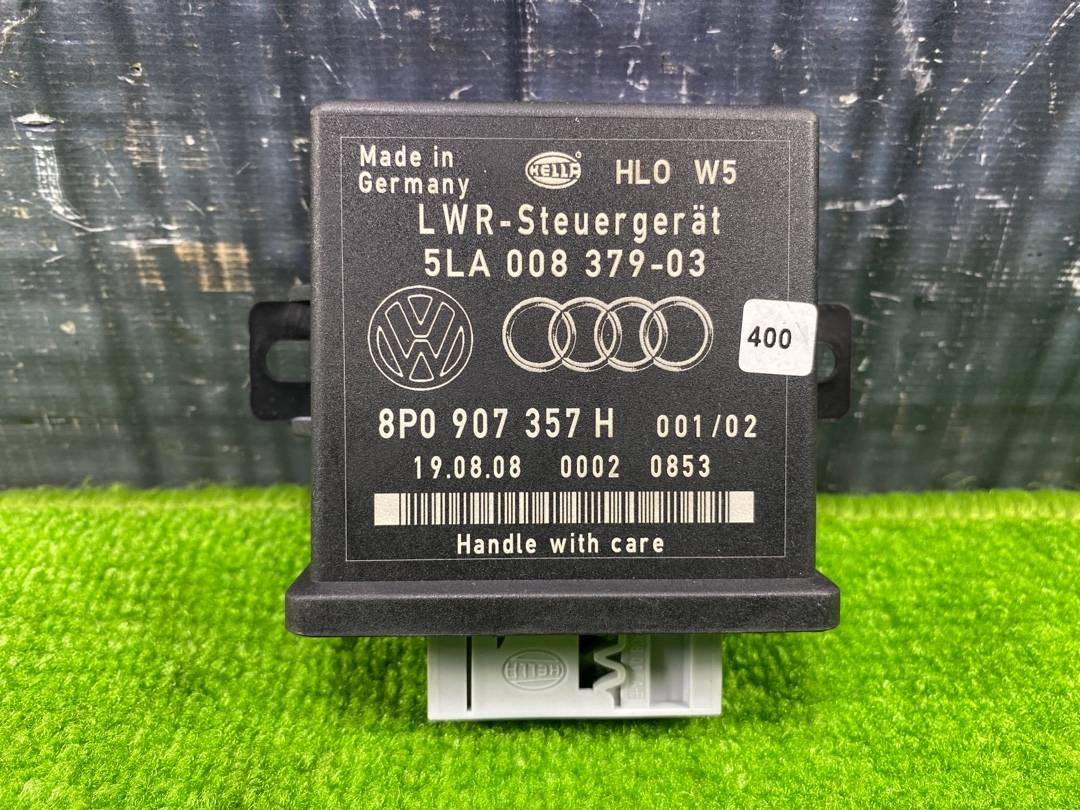 Made in
Germany
HELLA
HLO W5
LWR-Steuergerät
5LA 008 379-03
400
8P0 907 357 H 001/02
19.08.08 0002 0853
Handle with care
HELLA